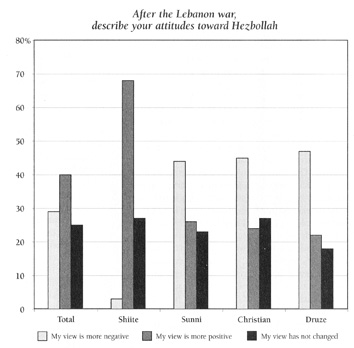 After the Lebanon war,
describe your attitudes toward Hezbollah
80%
70
60
50
40
30
20
10
0
Total Shiite Sunni Christian Druze
My view is more negative My view is more positive My view has not changed